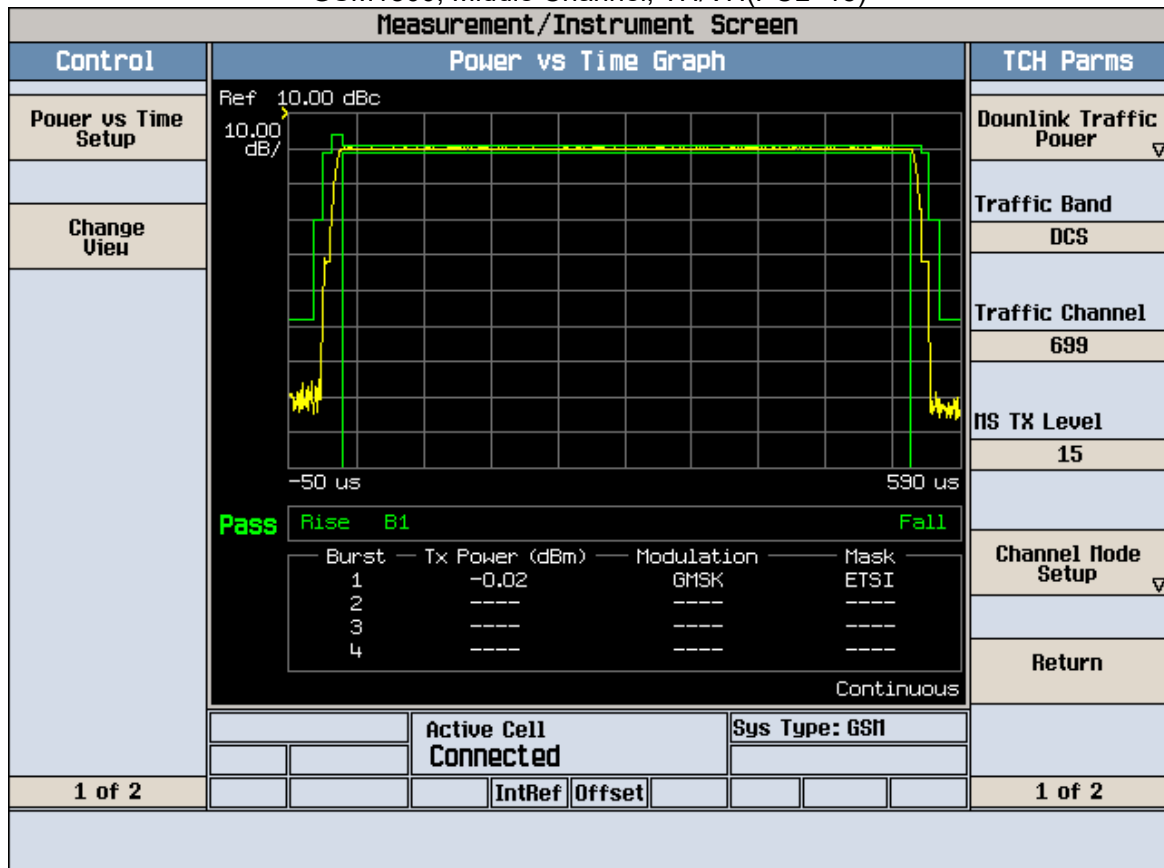 Measurement/Instrument Screen
Control
Power vs Time Graph
TCH Parms
Power vs Time
Setup
Change
View
1 of 2
Ref 10.00 dBc
10.00
dB/
-50 us
590 us
Pass
Rise B1 Fall
Burst Tx Power (dBm) Modulation Mask
1 -0.02 GMSK ETSI
2 ---- ---- ----
3 ---- ---- ----
4 ---- ---- ----
Continuous
Active Cell
Connected
Sys Type: GSM
IntRef Offset
Downlink Traffic
Power
Traffic Band
DCS
Traffic Channel
699
MS TX Level
15
Channel Mode
Setup
Return
1 of 2